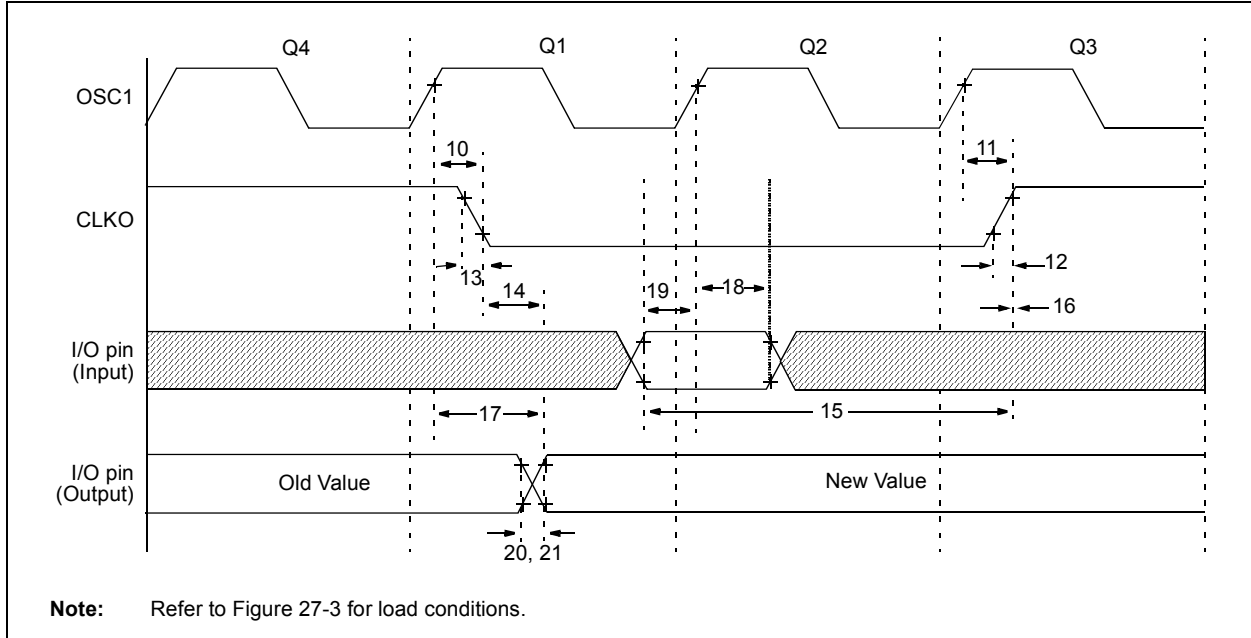 Q4 Q1 Q2 Q3
OSC1
10 11
CLKO
13 14 19 18 12
16
I/O pin
(Input)
17 15
I/O pin
(Output)
Old Value New Value
20, 21
Note: Refer to Figure 27-3 for load conditions.